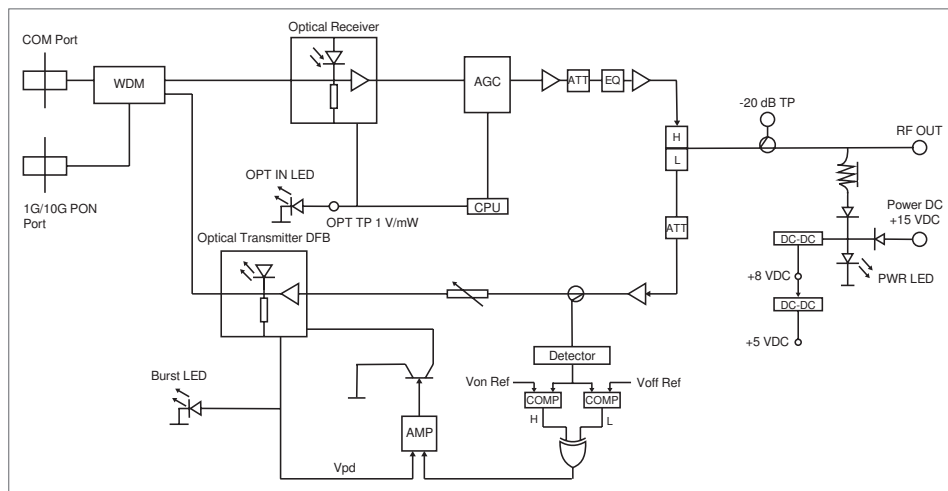 Optical Receiver
COM Port
WDM
AGC
ATT
EQ
-20 dB TP
H
L
RF OUT
OPT IN LED
1G/10G PON
Port
OPT TP 1 V/mW
CPU
ATT
Power DC
+15 VDC
Optical Transmitter DFB
DC-DC
+8 VDC
PWR LED
DC-DC
+5 VDC
Detector
Burst LED
Von Ref
Voff Ref
COMP
COMP
H
L
AMP
Vpd